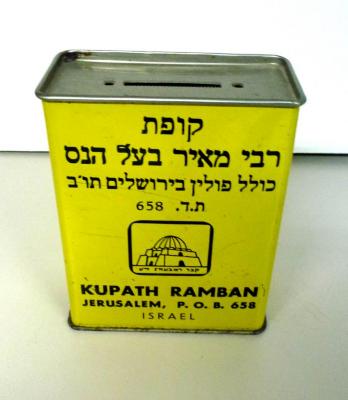 קופת
רבי מאיר בעל הנס
כולל פולין בירושלים תו״ב
ת.ד. 658
KUPATH RAMBAN
JERUSALEM, P. O. B. 658
ISRAEL